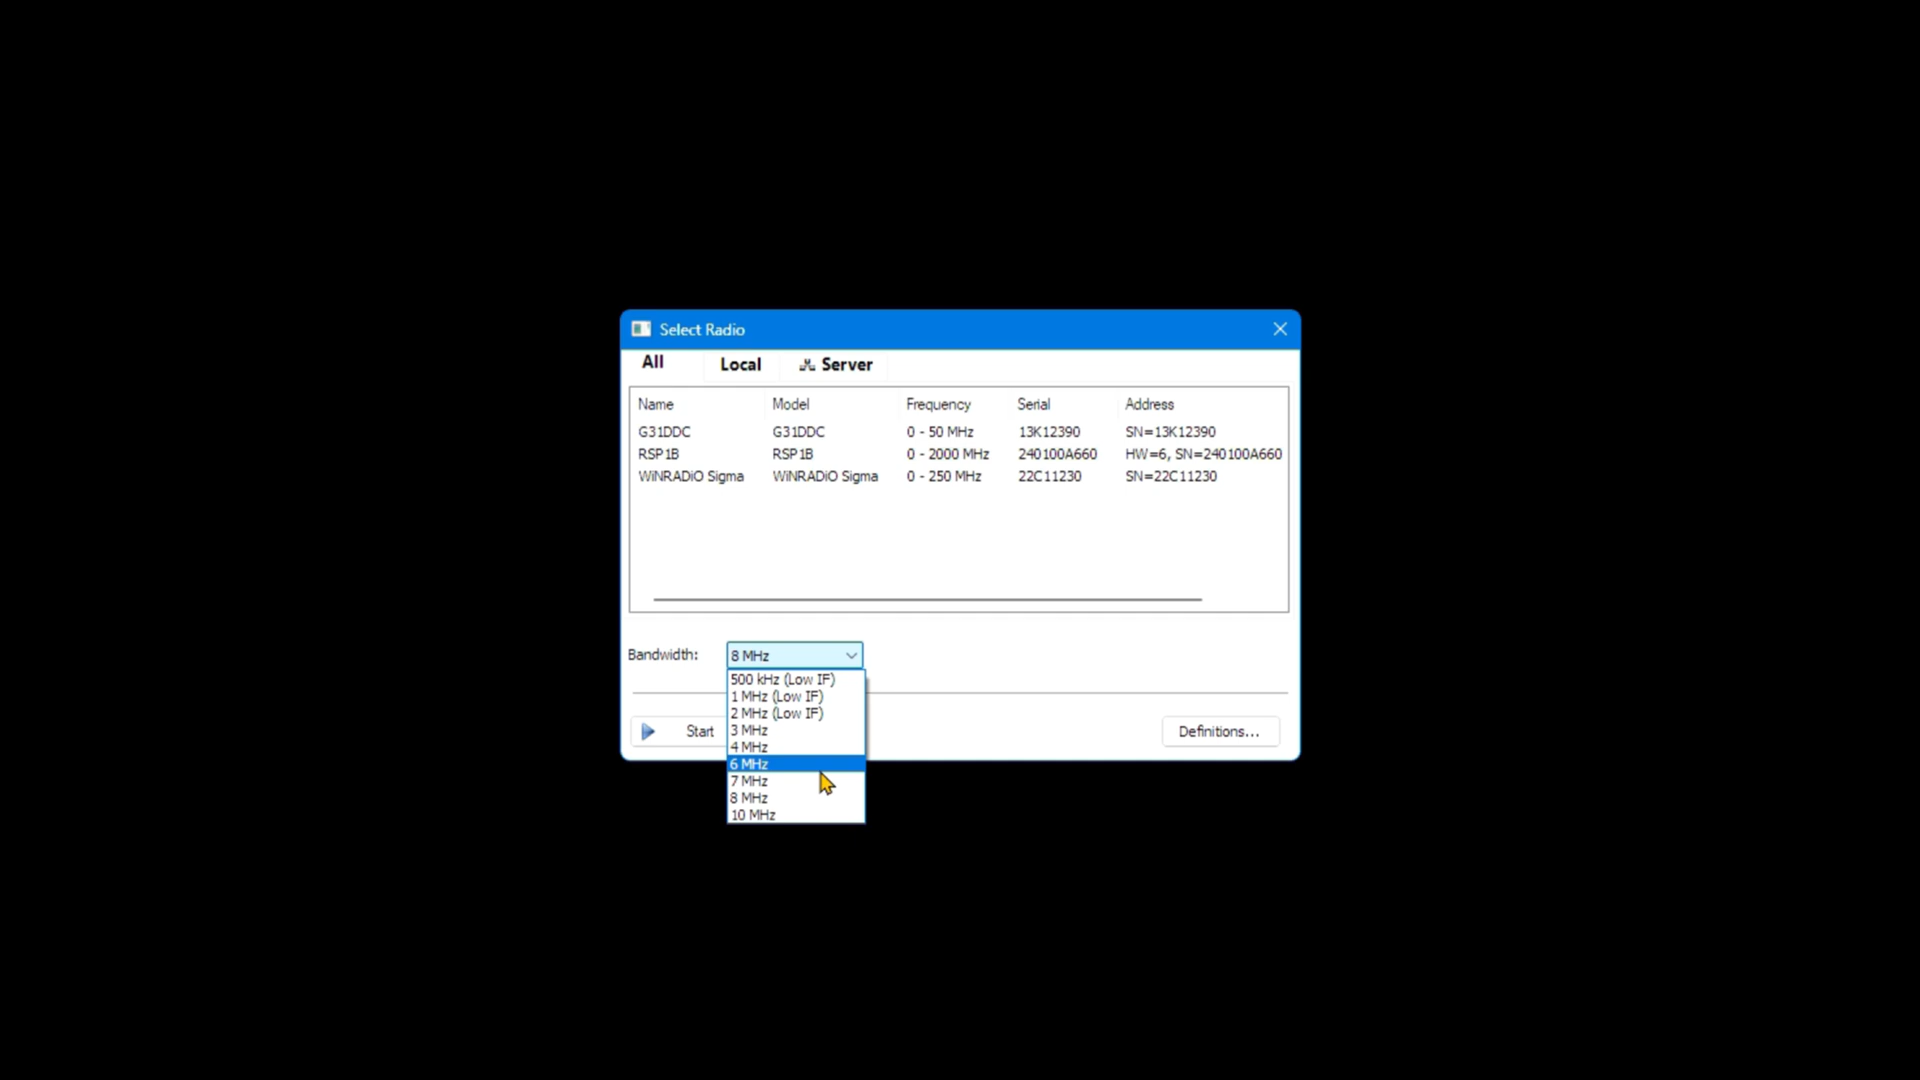 Select Radio
All Local Server
Name Model Frequency Serial Address
G31DDC G31DDC 0 - 50 MHz 13K12390 SN=13K12390
RSP1B RSP1B 0 - 2000 MHz 240100A660 HW=6, SN=240100A660
WiNRADiO Sigma WiNRADiO Sigma 0 - 250 MHz 22C11230 SN=22C11230
Bandwidth: 8 MHz
500 kHz (Low IF)
1 MHz (Low IF)
2 MHz (Low IF)
3 MHz
Start Definitions...
4 MHz
6 MHz
7 MHz
8 MHz
10 MHz